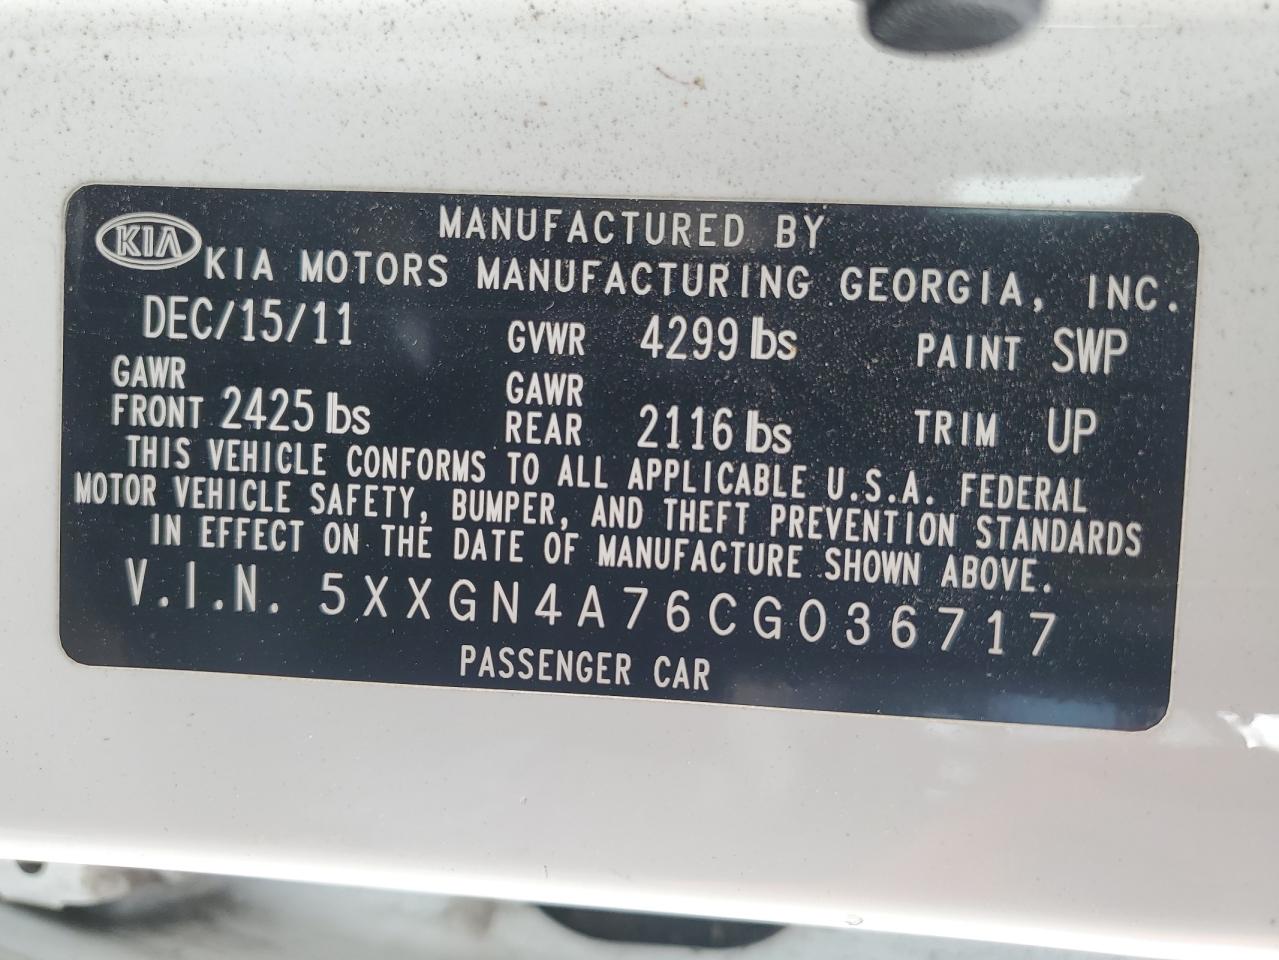 KIA
MANUFACTURED BY
KIA MOTORS MANUFACTURING GEORGIA, INC.
DEC/15/11 GVWR 4299 lbs PAINT SWP
GAWR FRONT 2425 lbs GAWR REAR 2116 lbs TRIM UP
THIS VEHICLE CONFORMS TO ALL APPLICABLE U.S.A. FEDERAL
MOTOR VEHICLE SAFETY, BUMPER, AND THEFT PREVENTION STANDARDS
IN EFFECT ON THE DATE OF MANUFACTURE SHOWN ABOVE.
V.I.N. 5XXGN4A76CG036717
PASSENGER CAR